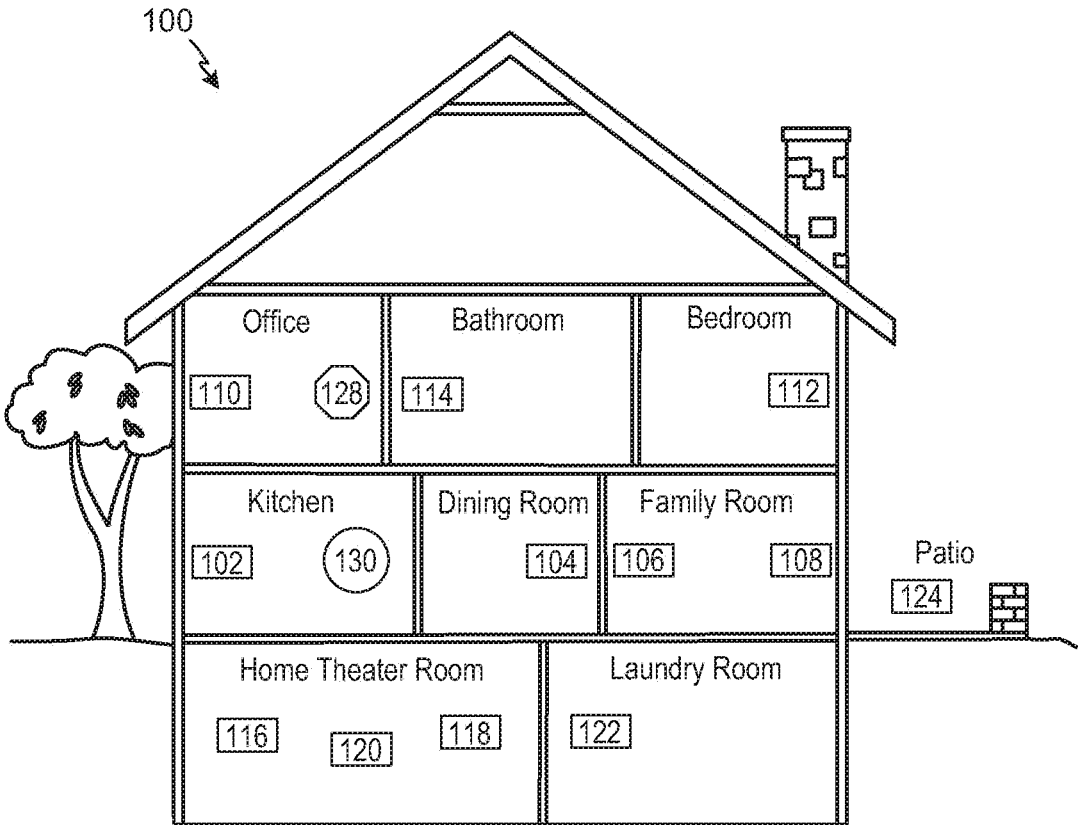 100
Office
Bathroom
Bedroom
110
128
114
112
Kitchen
Dining Room
Family Room
102
130
104
106
108
Patio
124
Home Theater Room
Laundry Room
116
120
118
122